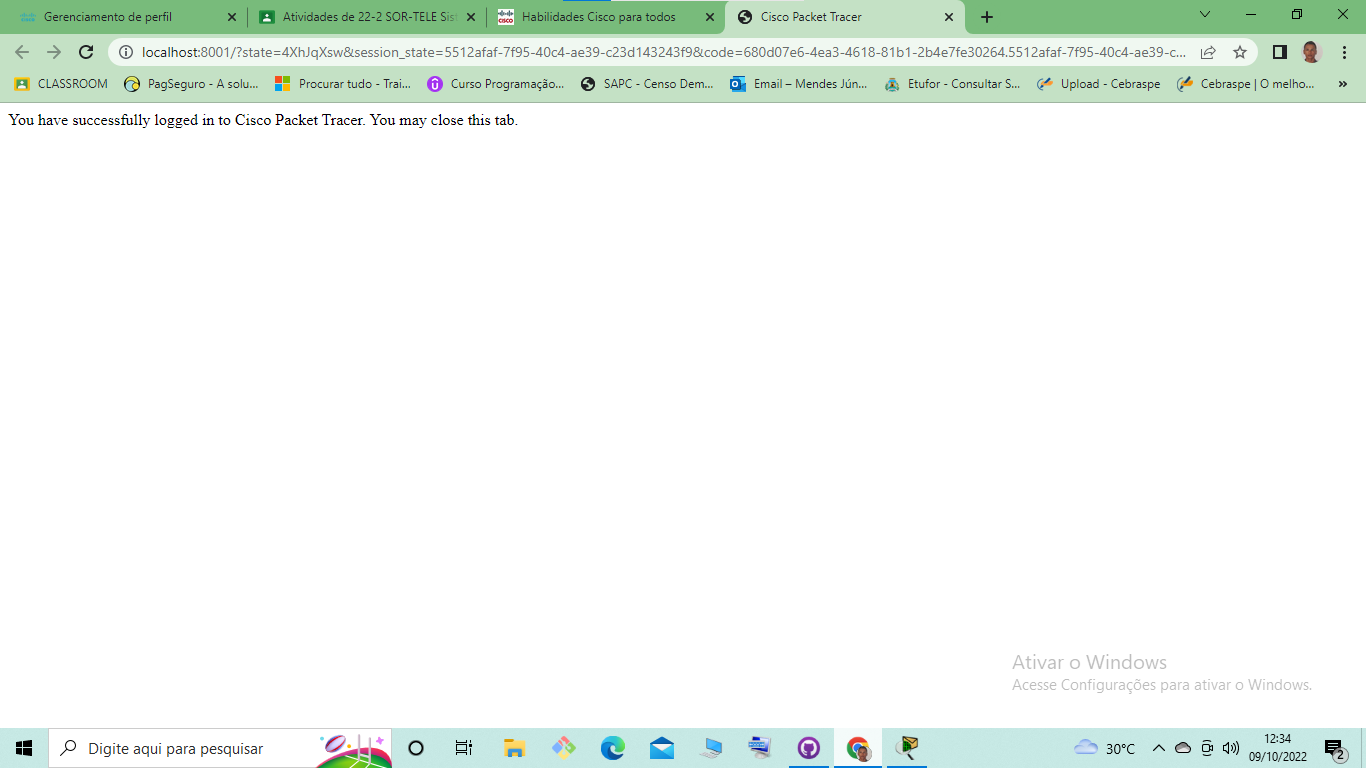 Gerenciamento de perfil
Atividades de 22-2 SOR-TELE Sist
Habilidades Cisco para todos
Cisco Packet Tracer
localhost:8001/?state=4XhJqXsw&session_state=5512afaf-7f95-40c4-ae39-c23d143243f9&code=680d07e6-4ea3-4618-81b1-2b4e7fe30264.5512afaf-7f95-40c4-ae39-c...
CLASSROOM
PagSeguro - A solu...
Procurar tudo - Trai...
Curso Programação...
SAPC - Censo Dem...
Email – Mendes Jún...
Etufor - Consultar S...
Upload - Cebraspe
Cebraspe | O melho...
You have successfully logged in to Cisco Packet Tracer. You may close this tab.
Ativar o Windows
Acesse Configurações para ativar o Windows.
Digite aqui para pesquisar
30°C
12:34
09/10/2022
2